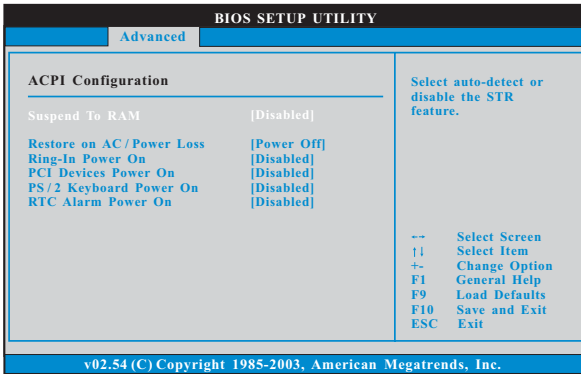 BIOS SETUP UTILITY
Advanced
ACPI Configuration
Suspend To RAM [Disabled]
Restore on AC / Power Loss [Power Off]
Ring-In Power On [Disabled]
PCI Devices Power On [Disabled]
PS / 2 Keyboard Power On [Disabled]
RTC Alarm Power On [Disabled]
Select auto-detect or
disable the STR
feature.
←→ Select Screen
↑↓ Select Item
+- Change Option
F1 General Help
F9 Load Defaults
F10 Save and Exit
ESC Exit
v02.54 (C) Copyright 1985-2003, American Megatrends, Inc.